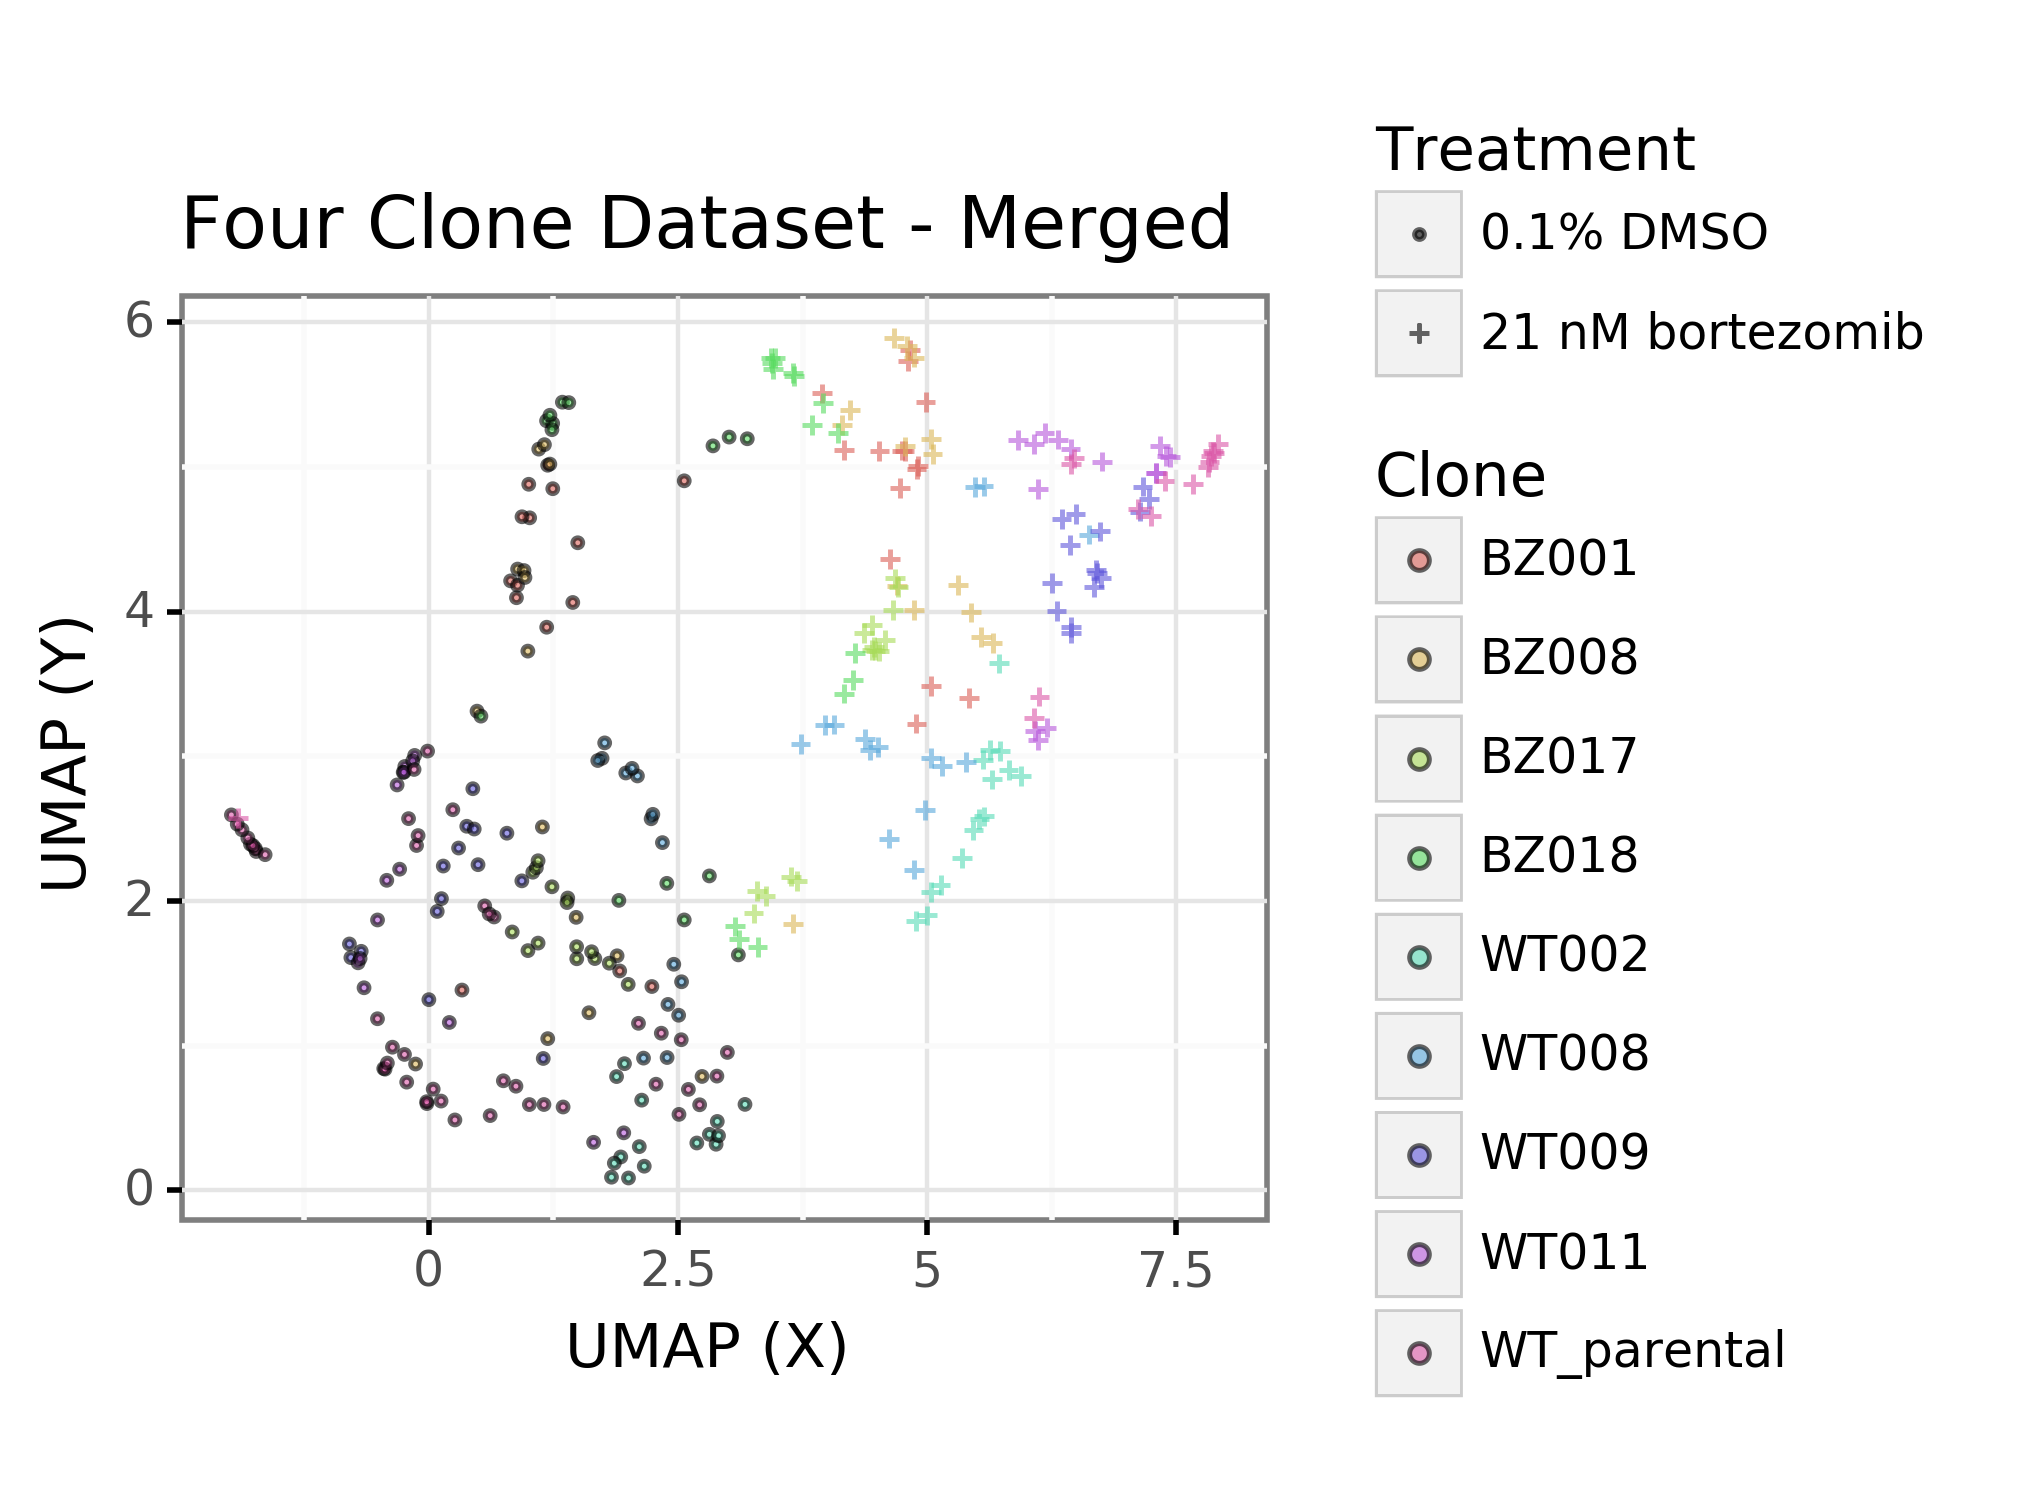 Four Clone Dataset - Merged
6
4
2
0
0
2.5
5
7.5
UMAP (X)
UMAP (Y)
Treatment
0.1% DMSO
21 nM bortezomib
Clone
BZ001
BZ008
BZ017
BZ018
WT002
WT008
WT009
WT011
WT_parental